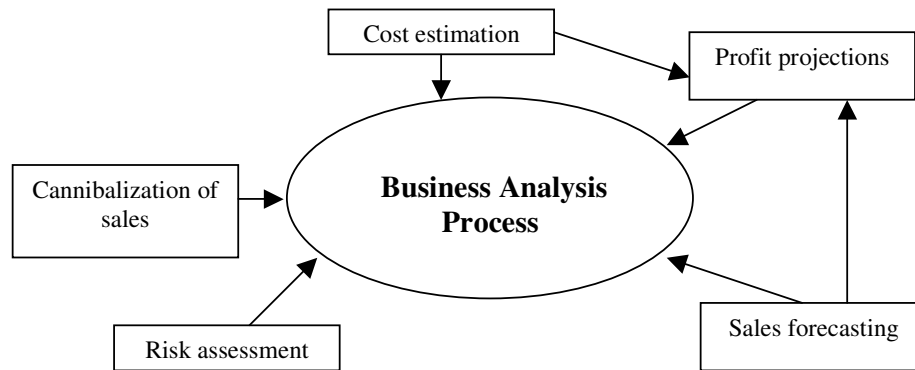 Cost estimation
Profit projections
Cannibalization of
sales
Business Analysis
Process
Risk assessment
Sales forecasting